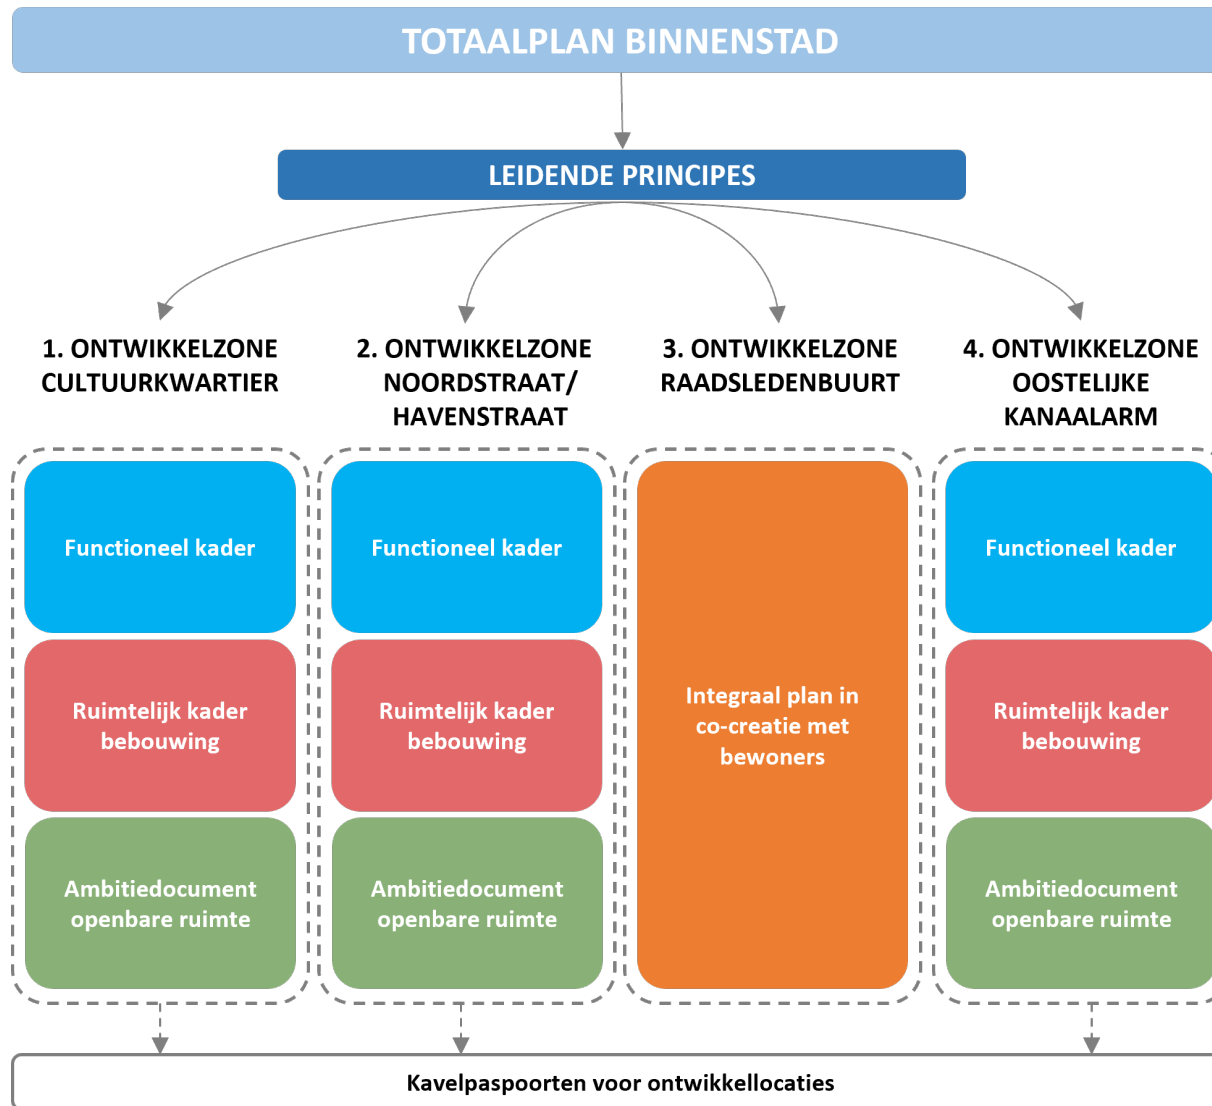 TOTAALPLAN BINNENSTAD
LEIDENDE PRINCIPES
1. ONTWIKKELZONE
CULTUURKWARTIER
2. ONTWIKKELZONE
NOORDSTRAAT/
HAVENSTRAAT
3. ONTWIKKELZONE
RAADSLEDENBUURT
4. ONTWIKKELZONE
OOSTELIJKE
KANAALARM
Functioneel kader
Ruimtelijk kader
bebouwing
Ambitiedocument
openbare ruimte
Functioneel kader
Ruimtelijk kader
bebouwing
Ambitiedocument
openbare ruimte
Integraal plan in
co-creatie met
bewoners
Functioneel kader
Ruimtelijk kader
bebouwing
Ambitiedocument
openbare ruimte
Kavelpaspoorten voor ontwikkellocaties